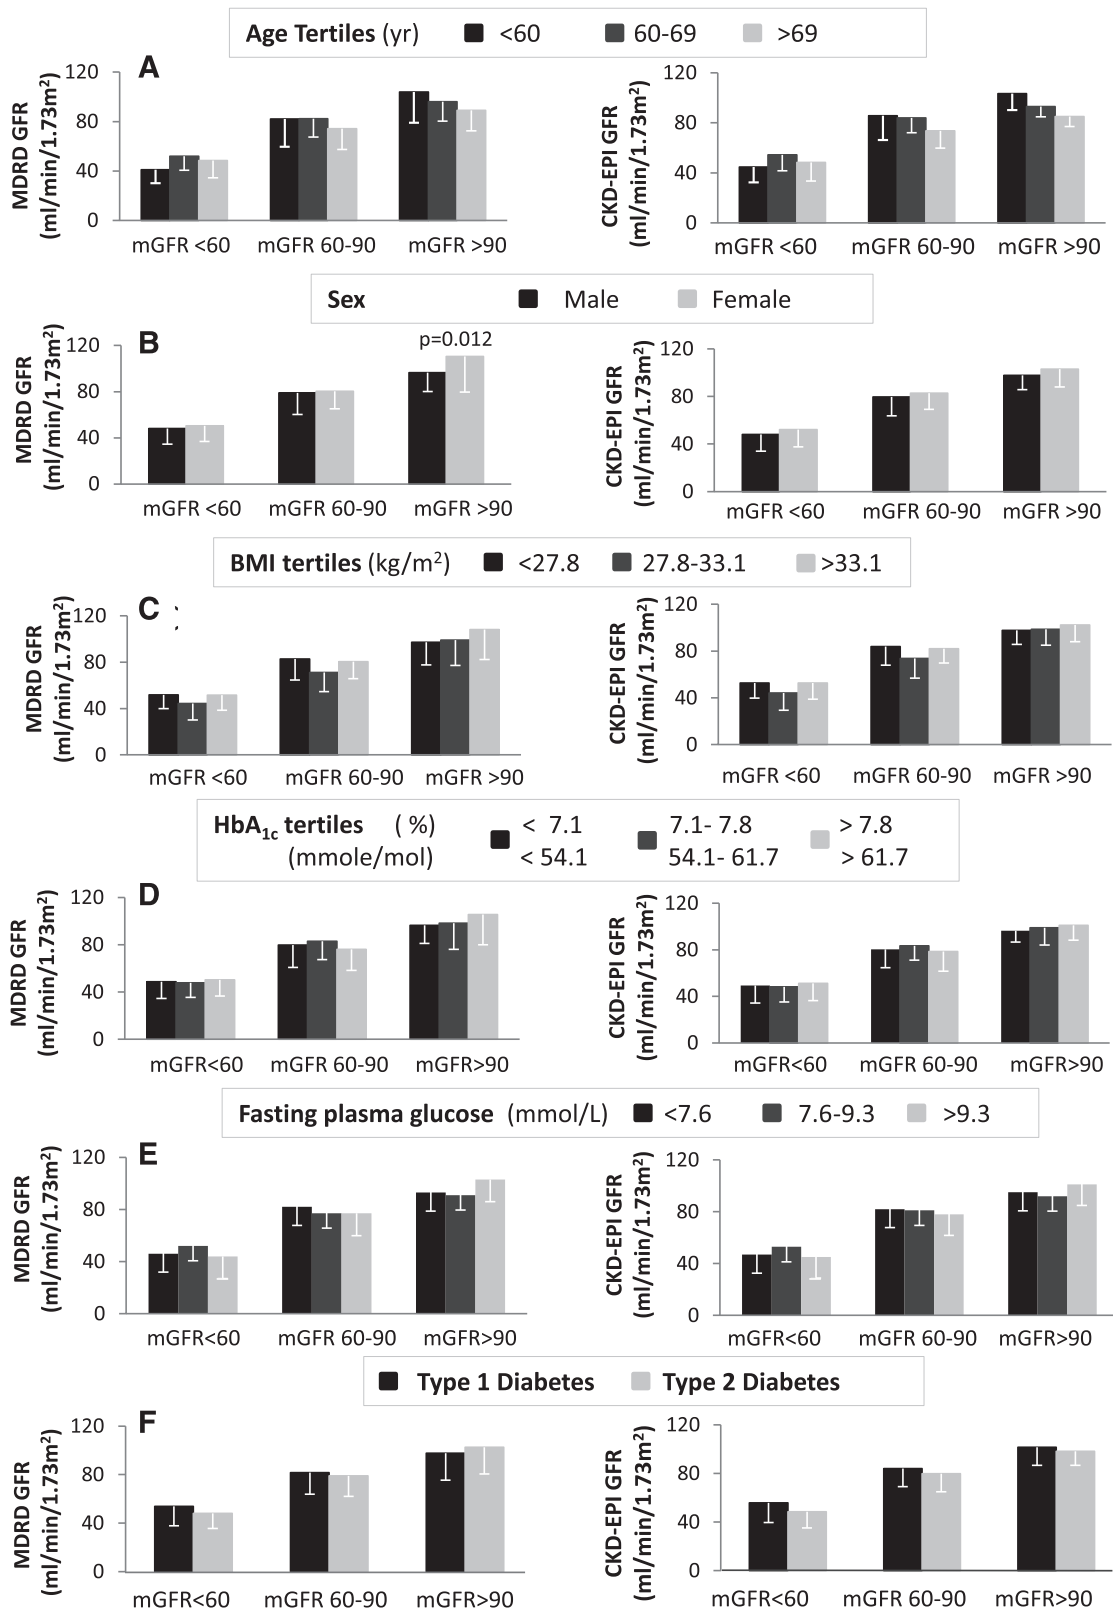 Age Tertiles (yr) <60 60-69 >69
A
MDRD GFR
(ml/min/1.73m²)
120
80
40
0
mGFR <60 mGFR 60-90 mGFR >90
CKD-EPI GFR
(ml/min/1.73m²)
120
80
40
0
mGFR <60 mGFR 60-90 mGFR >90
Sex Male Female
B
MDRD GFR
(ml/min/1.73m²)
120
80
40
0
p=0.012
mGFR <60 mGFR 60-90 mGFR >90
CKD-EPI GFR
(ml/min/1.73m²)
120
80
40
0
mGFR <60 mGFR 60-90 mGFR >90
BMI tertiles (kg/m²) <27.8 27.8-33.1 >33.1
C
MDRD GFR
(ml/min/1.73m²)
120
80
40
0
mGFR <60 mGFR 60-90 mGFR >90
CKD-EPI GFR
(ml/min/1.73m²)
120
80
40
0
mGFR <60 mGFR 60-90 mGFR >90
HbA1c tertiles ( %) < 7.1 7.1- 7.8 > 7.8
(mmole/mol) < 54.1 54.1- 61.7 > 61.7
D
MDRD GFR
(ml/min/1.73m²)
120
80
40
0
mGFR<60 mGFR 60-90 mGFR>90
CKD-EPI GFR
(ml/min/1.73m²)
120
80
40
0
mGFR<60 mGFR 60-90 mGFR>90
Fasting plasma glucose (mmol/L) <7.6 7.6-9.3 >9.3
E
MDRD GFR
(ml/min/1.73m²)
120
80
40
0
mGFR<60 mGFR 60-90 mGFR>90
CKD-EPI GFR
(ml/min/1.73m²)
120
80
40
0
mGFR<60 mGFR 60-90 mGFR>90
Type 1 Diabetes Type 2 Diabetes
F
MDRD GFR
(ml/min/1.73m²)
120
80
40
0
mGFR<60 mGFR 60-90 mGFR>90
CKD-EPI GFR
(ml/min/1.73m²)
120
80
40
0
mGFR<60 mGFR 60-90 mGFR>90